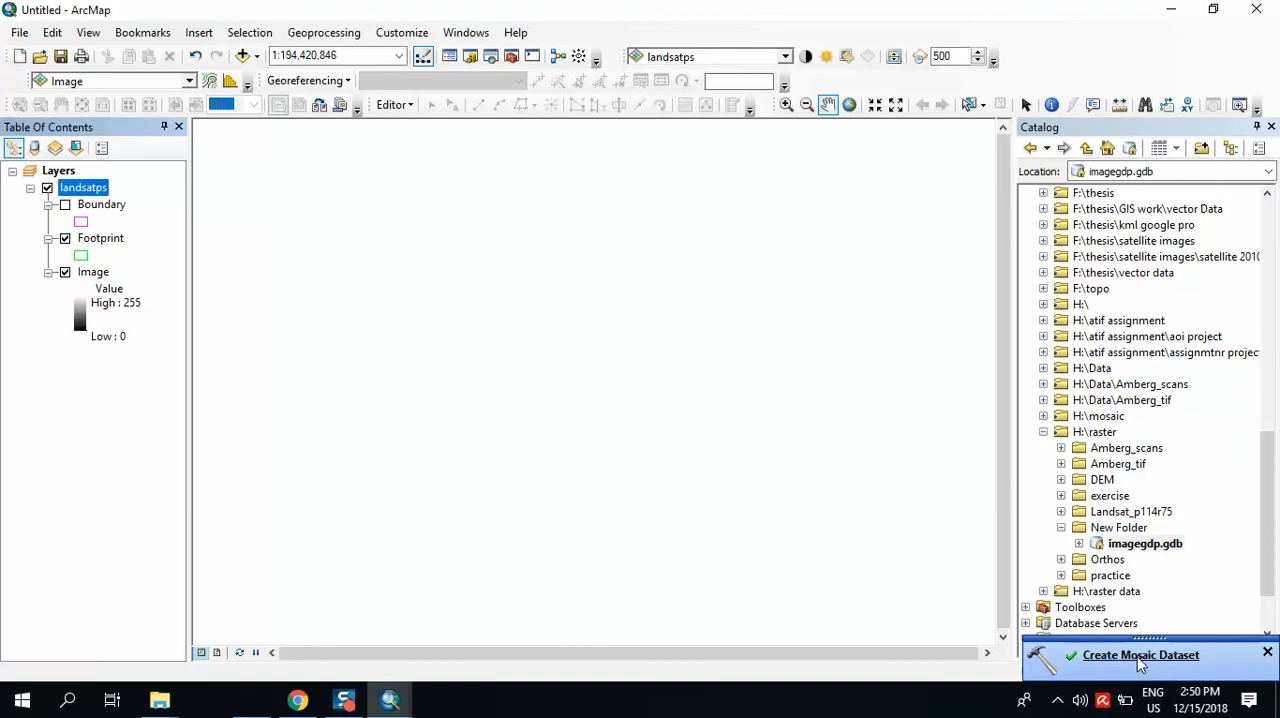 Untitled - ArcMap
File Edit View Bookmarks Insert Selection Geoprocessing Customize Windows Help
1:194,420,846
landsatps
500
Image
Georeferencing
Editor
Table Of Contents
Layers
landsatps
Boundary
Footprint
Image
Value
High : 255
Low : 0
Catalog
Location: imagegdp.gdb
F:\thesis
F:\thesis\GIS work\vector Data
F:\thesis\kml google pro
F:\thesis\satellite images
F:\thesis\satellite images\satellite 2010
F:\thesis\vector data
F:\topo
H:\
H:\atif assignment
H:\atif assignment\aoi project
H:\atif assignment\assignmtnr projec
H:\Data
H:\Data\Amberg_scans
H:\Data\Amberg_tif
H:\mosaic
H:\raster
Amberg_scans
Amberg_tif
DEM
exercise
Landsat_p114r75
New Folder
imagegdp.gdb
Orthos
practice
H:\raster data
Toolboxes
Database Servers
Create Mosaic Dataset
ENG
US
2:50 PM
12/15/2018